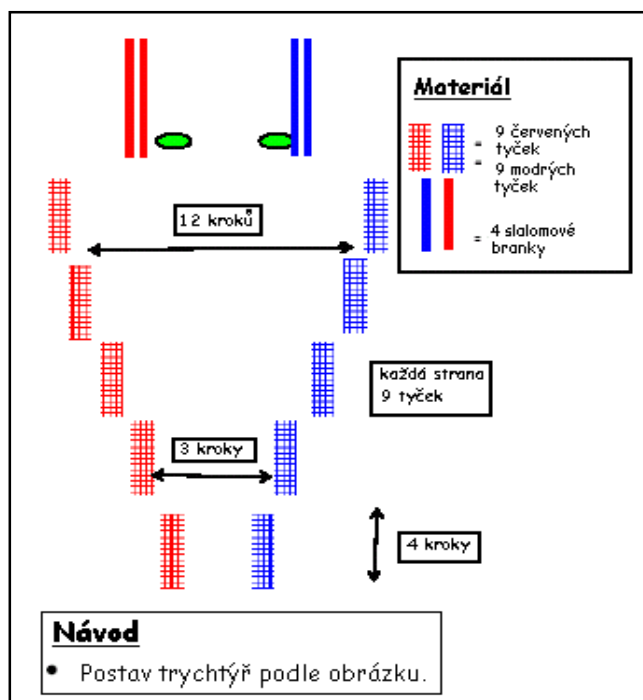 Materiál
= 9 červených
tyček
= 9 modrých
tyček
= 4 slalomové
branky
12 kroků
každá strana
9 tyček
3 kroky
4 kroky
Návod
• Postav trychtýř podle obrázku.